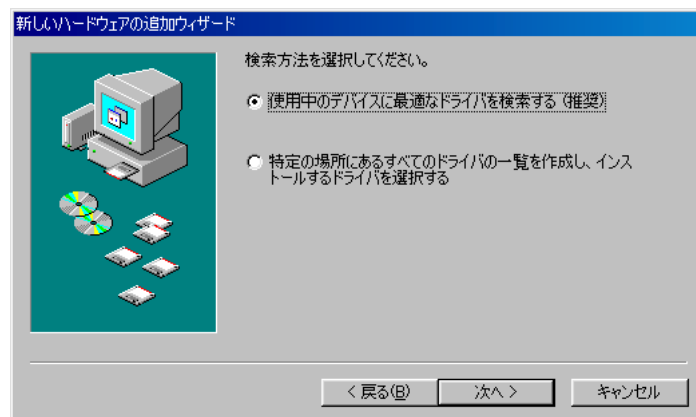 新しいハードウェアの追加ウィザード
検索方法を選択してください。
使用中のデバイスに最適なドライバを検索する (推奨)
特定の場所にあるすべてのドライバの一覧を作成し、インス
トールするドライバを選択する
< 戻る(B)
次へ >
キャンセル